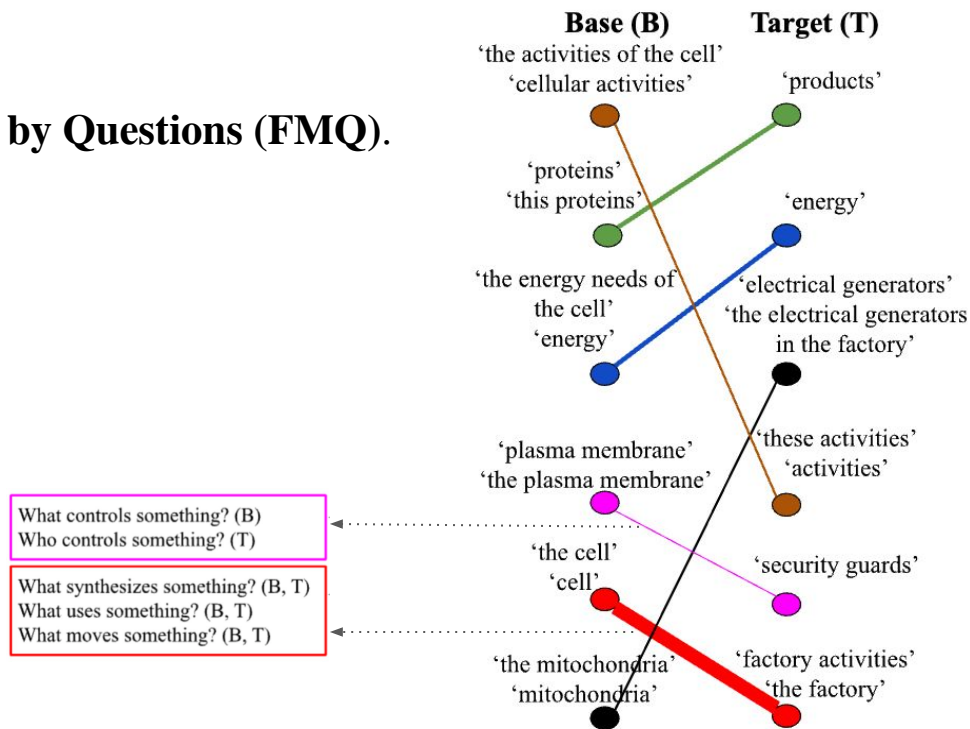 Base (B)
Target (T)
‘the activities of the cell’
‘cellular activities’
‘products’
by Questions (FMQ).
‘proteins’
‘this proteins’
‘energy’
‘the energy needs of
the cell’
‘energy’
‘electrical generators’
‘the electrical generators
in the factory’
‘plasma membrane’
‘the plasma membrane’
‘these activities’
‘activities’
What controls something? (B)
Who controls something? (T)
‘the cell’
‘cell’
‘security guards’
What synthesizes something? (B, T)
What uses something? (B, T)
What moves something? (B, T)
‘the mitochondria’
‘mitochondria’
‘factory activities’
‘the factory’